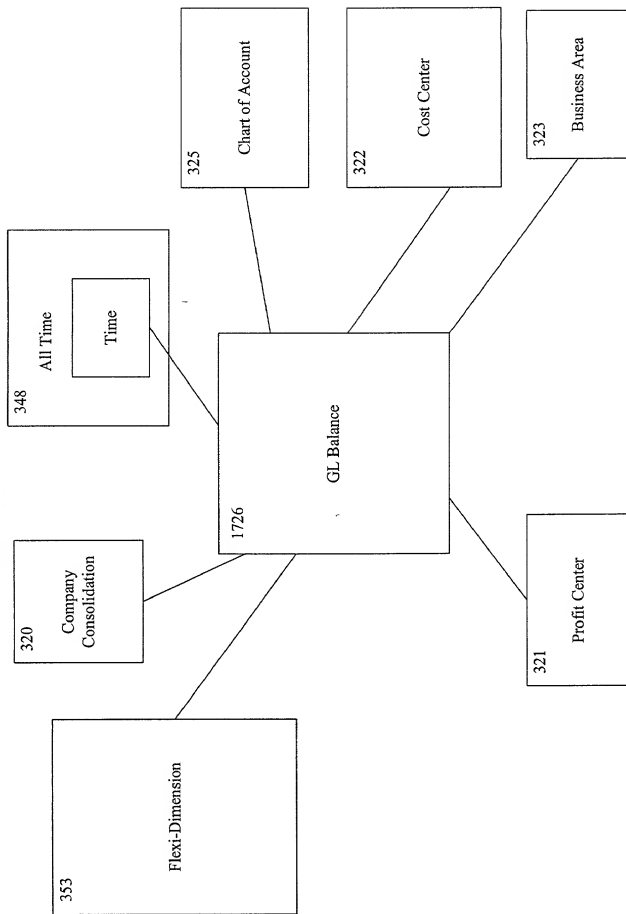 348
All Time
Time
325
Chart of Account
322
Cost Center
323
Business Area
320
Company
Consolidation
1726
GL Balance
353
Flexi-Dimension
321
Profit Center